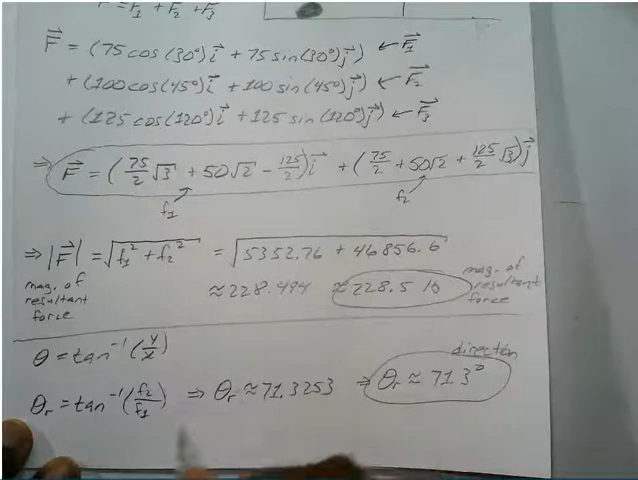 F = F₁ + F₂ + F₃
F⃗ = (75 cos(30°)i⃗ + 75 sin(30°)j⃗) ← F⃗₁
+ (100 cos(45°)i⃗ + 100 sin(45°)j⃗) ← F⃗₂
+ (125 cos(120°)i⃗ + 125 sin(120°)j⃗) ← F⃗₃
⇒ F⃗ = (75/2 √3 + 50√2 − 125/2)i⃗ + (75/2 + 50√2 + 125/2 √3)j⃗
f₁ f₂
⇒ |F⃗| = √(f₁² + f₂²) = √(5352.76 + 46856.6)
mag. of resultant force
≈ 228.494 ≈ 228.5 lb
mag. of resultant force
θ = tan⁻¹(y/x)
direction
θᵣ = tan⁻¹(f₂/f₁) ⇒ θᵣ ≈ 71.3253 ⇒ θᵣ ≈ 71.3°